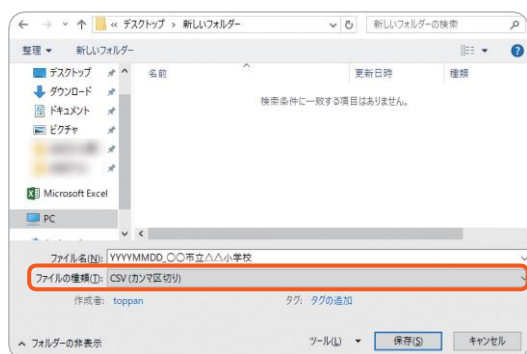 « デスクトップ › 新しいフォルダー
新しいフォルダーの検索
整理 ▼ 新しいフォルダー
デスクトップ
ダウンロード
ドキュメント
ピクチャ
Microsoft Excel
PC
名前 更新日時 種類
検索条件に一致する項目はありません。
ファイル名(N): YYYYMMDD_〇〇市立△△小学校
ファイルの種類(T): CSV (カンマ区切り)
作成者: toppan タグ: タグの追加
フォルダーの非表示 ツール(L) ▼ 保存(S) キャンセル